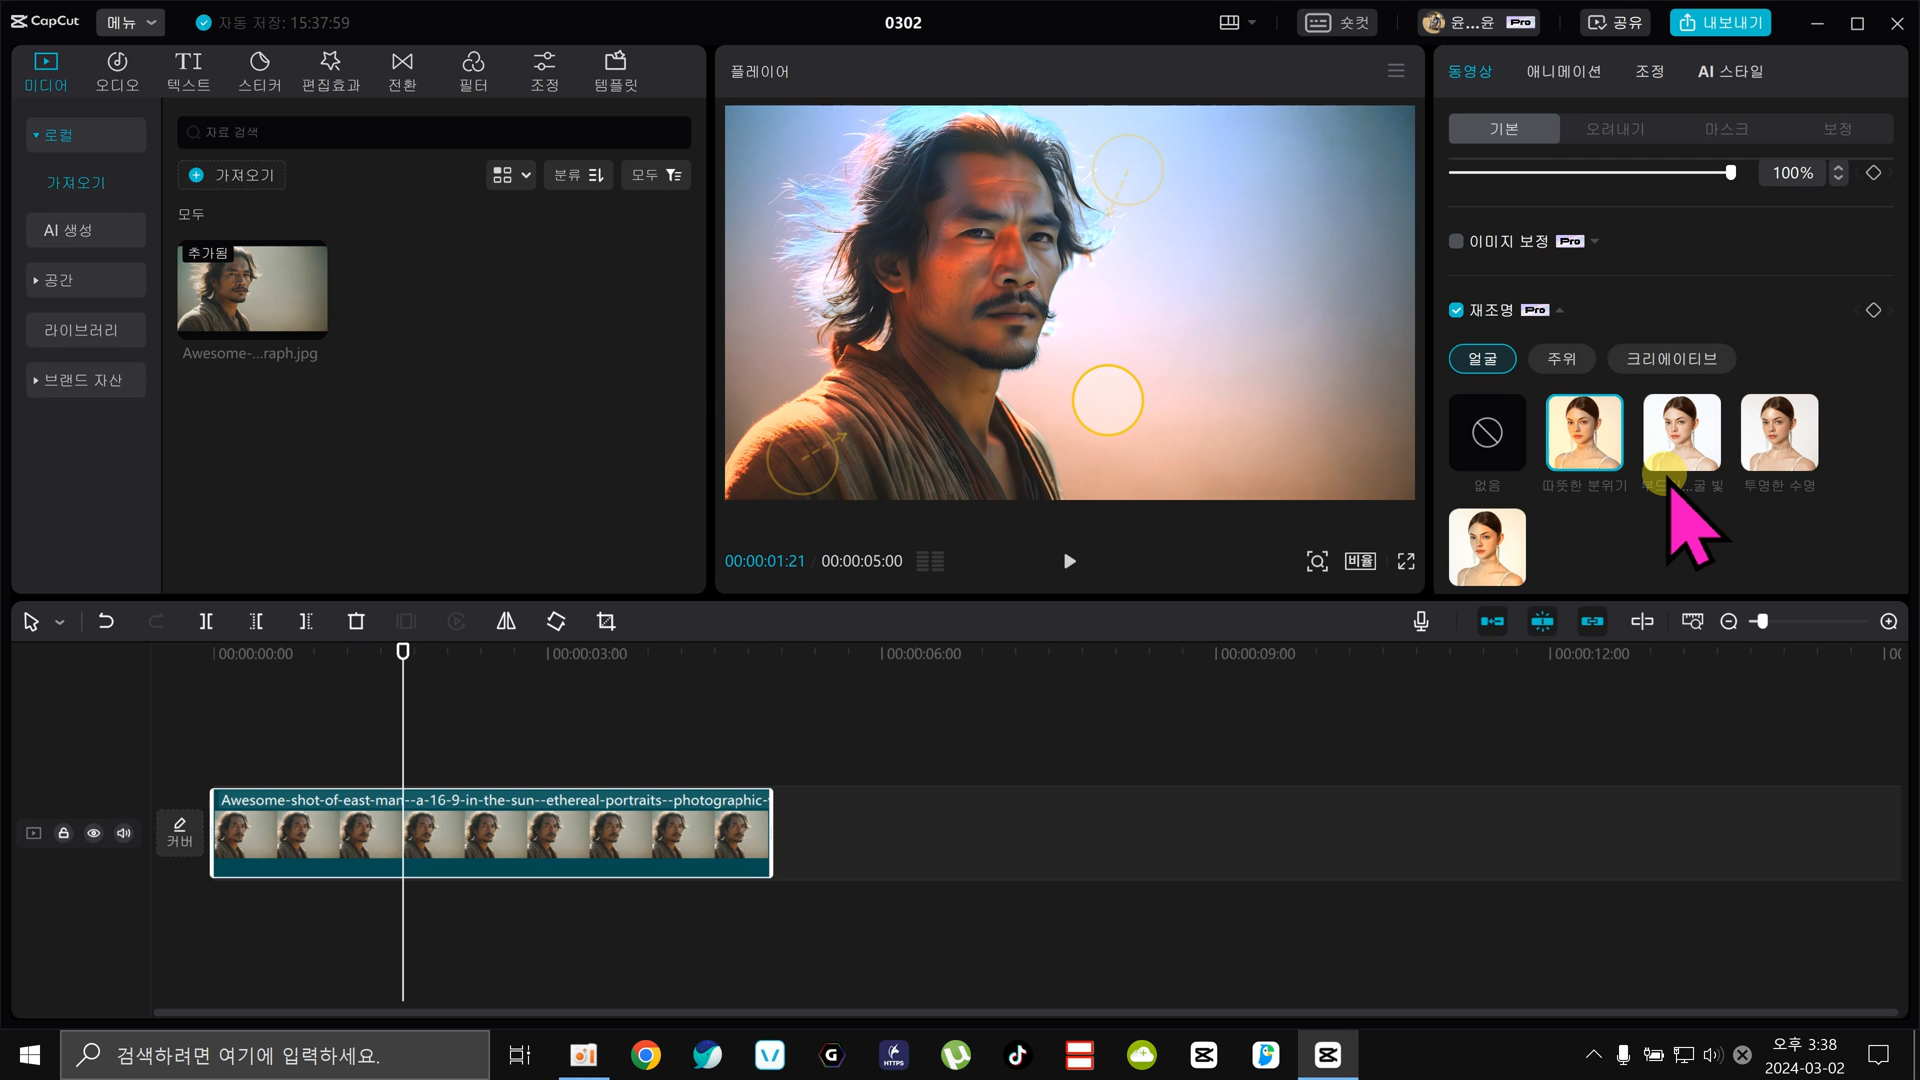 CapCut
메뉴
자동 저장: 15:37:59
0302
숏컷
윤...윤 Pro
공유
내보내기
미디어
오디오
텍스트
스티커
편집효과
전환
필터
조정
템플릿
로컬
가져오기
AI 생성
공간
라이브러리
브랜드 자산
자료 검색
가져오기
분류
모두
모두
추가됨
Awesome-...raph.jpg
플레이어
00:00:01:21
00:00:05:00
비율
동영상
애니메이션
조정
AI 스타일
기본
오려내기
마스크
보정
100%
이미지 보정 Pro
재조명 Pro
얼굴
주위
크리에이티브
없음
따뜻한 분위기
...굴 빛
투명한 수명
00:00:00:00
00:00:03:00
00:00:06:00
00:00:09:00
00:00:12:00
커버
Awesome-shot-of-east-man--a-16-9-in-the-sun--ethereal-portraits--photographic-
검색하려면 여기에 입력하세요.
HTTPS
오후 3:38
2024-03-02